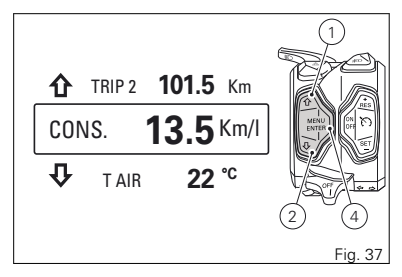 1
TRIP 2 101.5 Km
CONS. 13.5 Km/l
T AIR 22 °C
RES
ON
OFF
SET
MENU
ENTER
OFF
2
4
Fig. 37